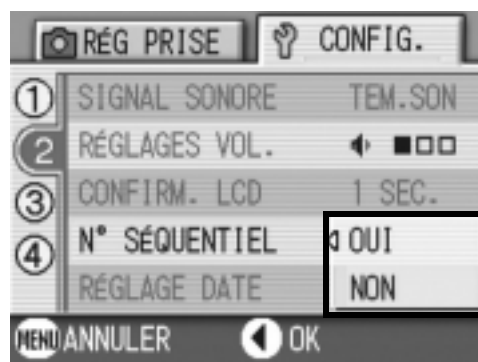 RÉG PRISE CONFIG.
1 SIGNAL SONORE TEM.SON
2 RÉGLAGES VOL.
3 CONFIRM. LCD 1 SEC.
4 N° SÉQUENTIEL OUI
RÉGLAGE DATE NON
MENU ANNULER OK